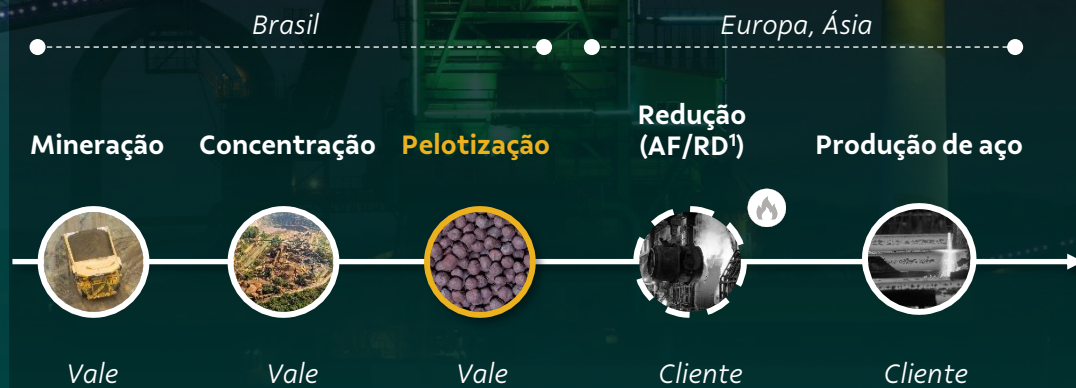 Brasil
Europa, Ásia
Mineração
Concentração
Pelotização
Redução
(AF/RD¹)
Produção de aço
Vale
Vale
Vale
Cliente
Cliente